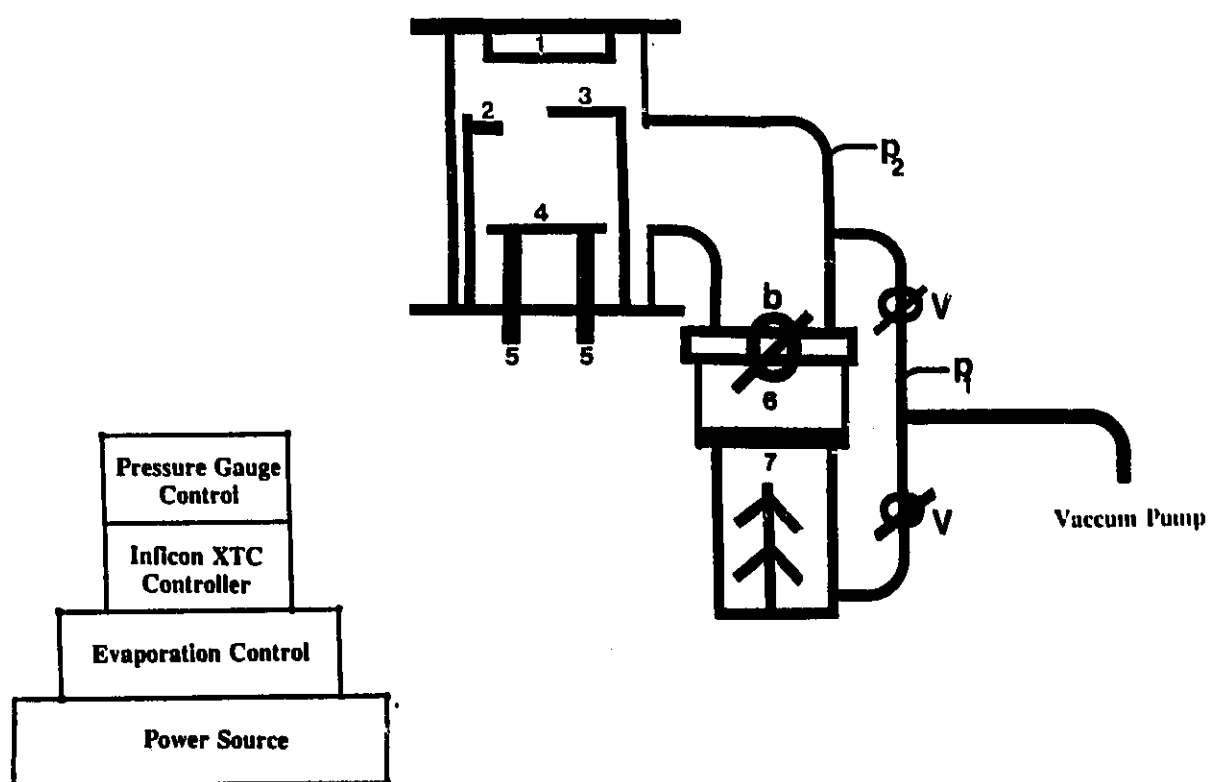 1
2
3
P2
4
b
V
5
5
P1
6
7
V
Vaccum Pump
Pressure Gauge
Control
Inficon XTC
Controller
Evaporation Control
Power Source